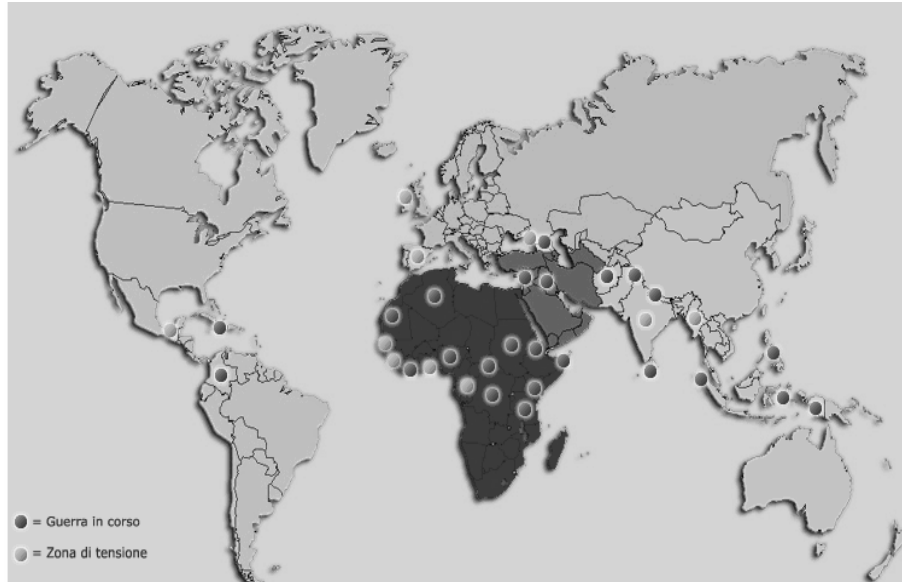 = Guerra in corso
= Zona di tensione